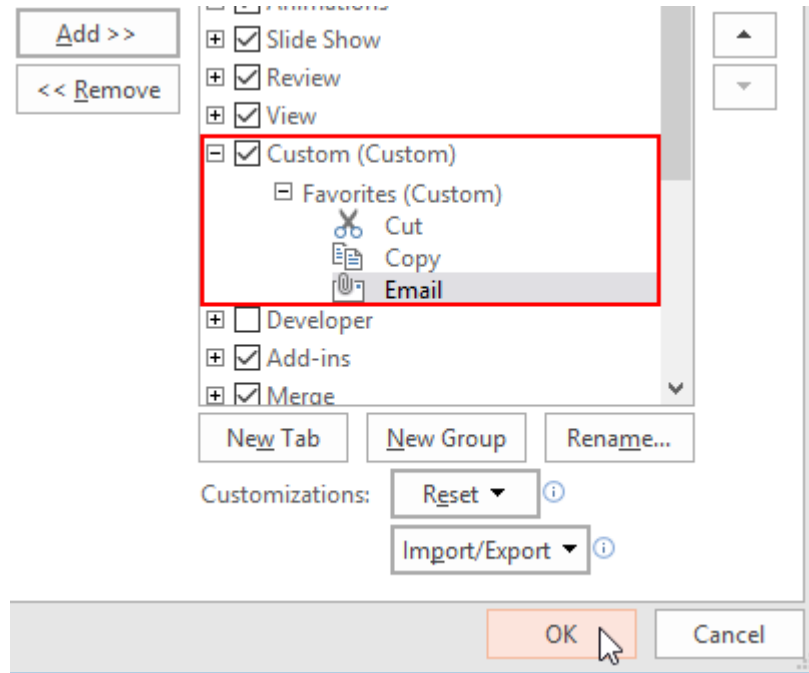 Animations
Add >>
Slide Show
<< Remove
Review
View
Custom (Custom)
Favorites (Custom)
Cut
Copy
Email
Developer
Add-ins
Merge
New Tab New Group Rename...
Customizations: Reset
Import/Export
OK Cancel